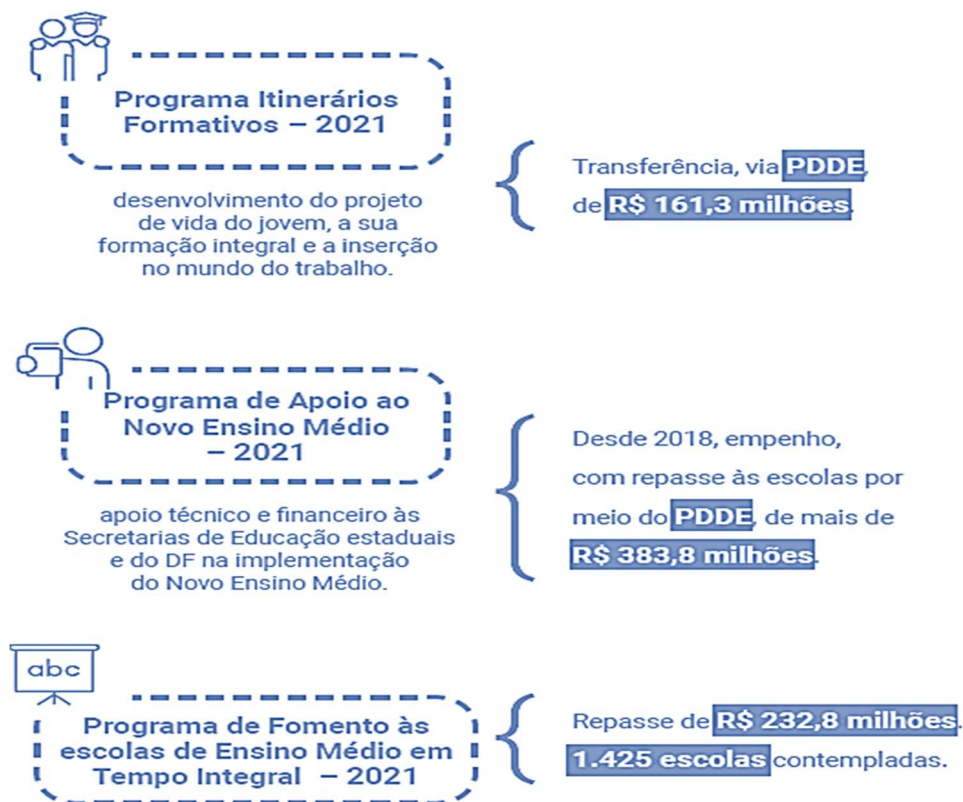 Programa Itinerários
Formativos – 2021
desenvolvimento do projeto
de vida do jovem, a sua
formação integral e a inserção
no mundo do trabalho.
Transferência, via PDDE,
de R$ 161,3 milhões.
Programa de Apoio ao
Novo Ensino Médio
– 2021
apoio técnico e financeiro às
Secretarias de Educação estaduais
e do DF na implementação
do Novo Ensino Médio.
Desde 2018, empenho,
com repasse às escolas por
meio do PDDE, de mais de
R$ 383,8 milhões.
abc
Programa de Fomento às
escolas de Ensino Médio em
Tempo Integral – 2021
Repasse de R$ 232,8 milhões.
1.425 escolas contempladas.